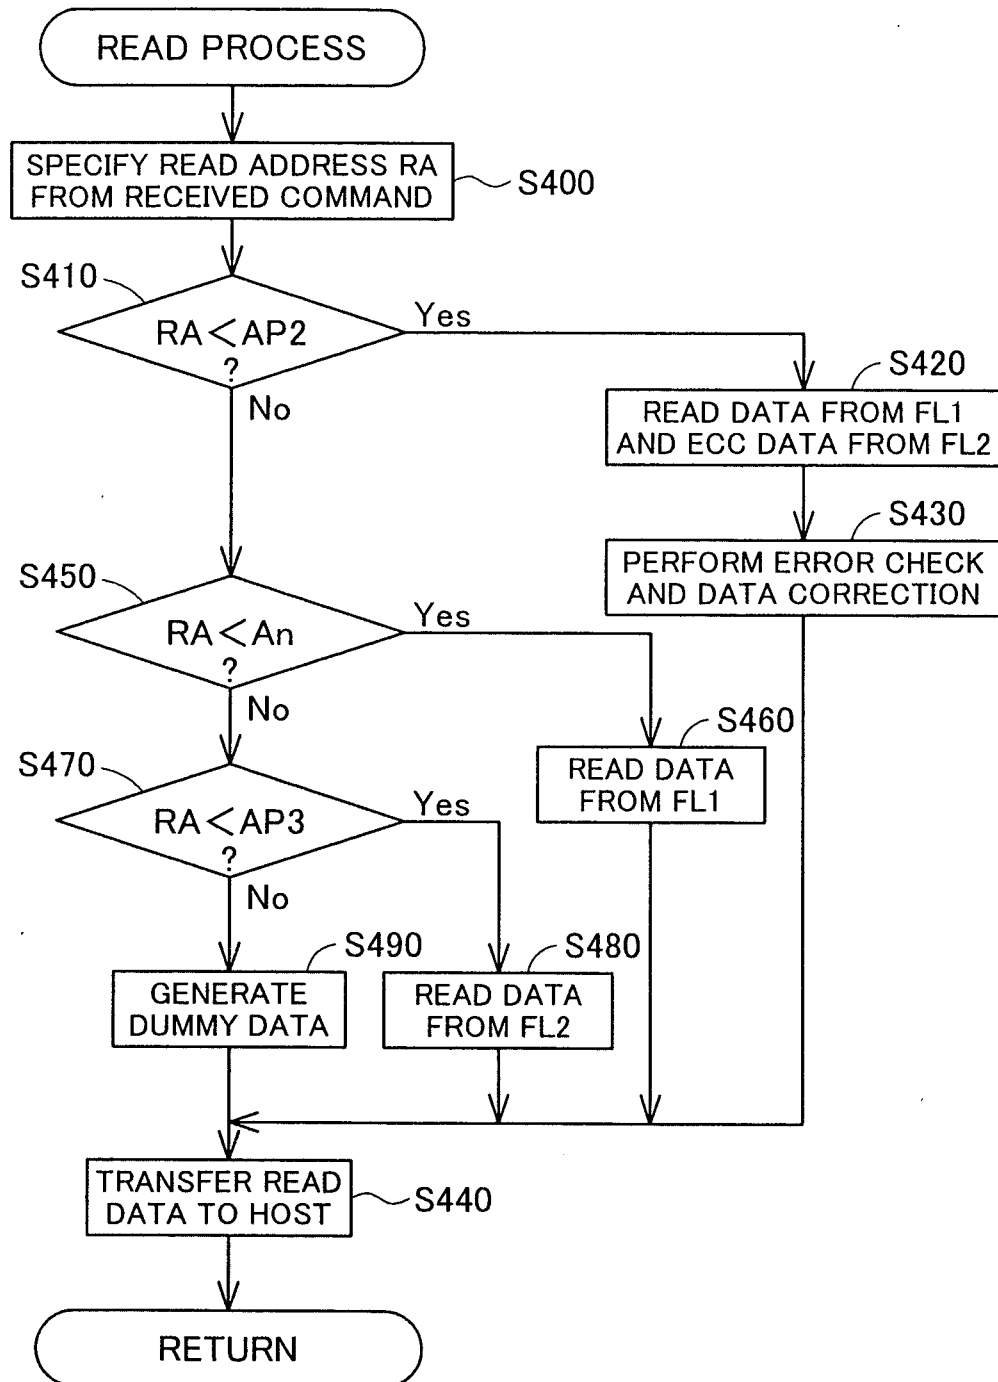 READ PROCESS
SPECIFY READ ADDRESS RA
FROM RECEIVED COMMAND
S400
S410
RA<AP2
?
Yes
No
S420
READ DATA FROM FL1
AND ECC DATA FROM FL2
S430
PERFORM ERROR CHECK
AND DATA CORRECTION
S450
RA<An
?
Yes
No
S460
READ DATA
FROM FL1
S470
RA<AP3
?
Yes
No
S480
READ DATA
FROM FL2
S490
GENERATE
DUMMY DATA
TRANSFER READ
DATA TO HOST
S440
RETURN